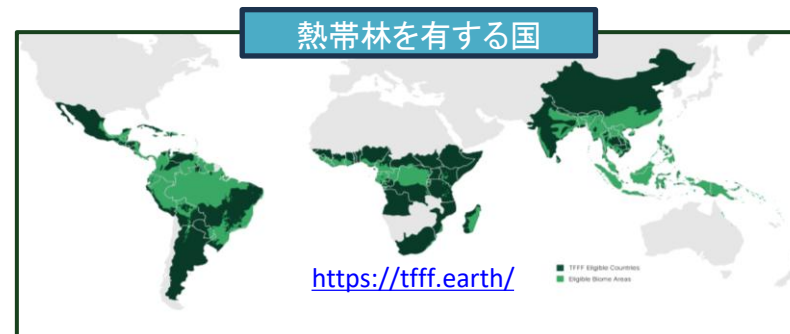 熱帯林を有する国
https://tfff.earth/
TFFF Eligible Countries
Eligible Biome Areas